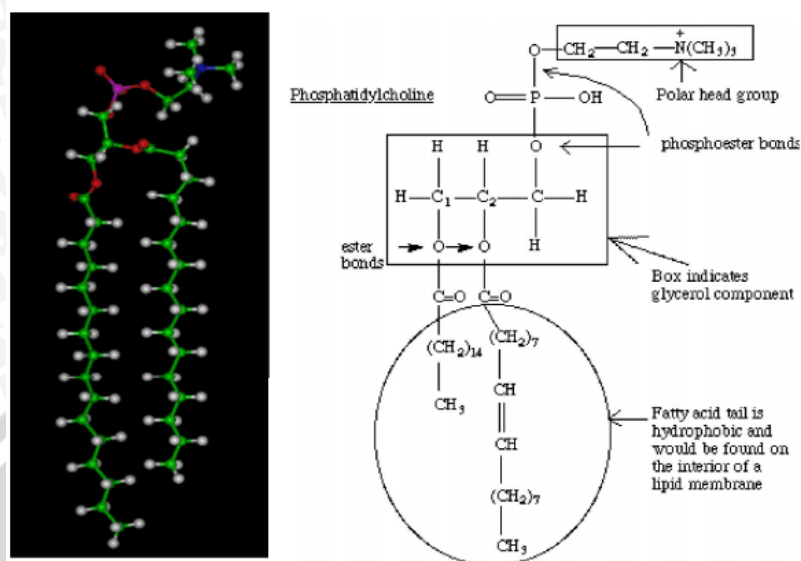 +
O—CH2—CH2—N(CH3)3
Phosphatidylcholine
O=P—OH
Polar head group
phosphoester bonds
O
H H
H—C1—C2—C—H
H
ester
bonds
O O
Box indicates
glycerol component
C=O C=O
(CH2)14
(CH2)7
CH3
CH
CH
Fatty acid tail is
hydrophobic and
would be found on
the interior of a
lipid membrane
(CH2)7
CH3